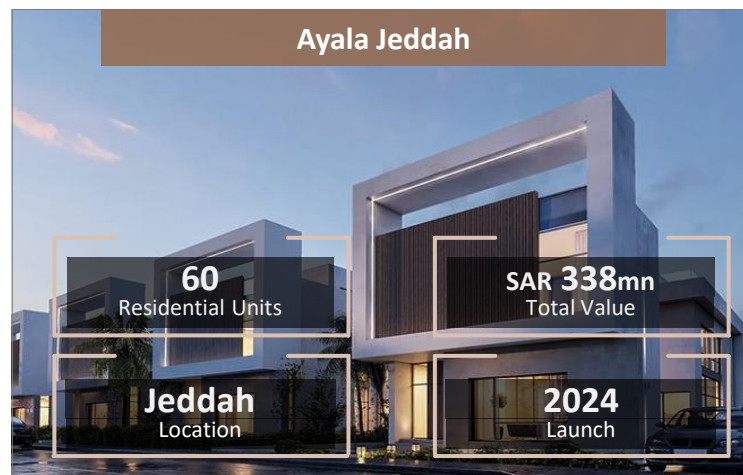 Ayala Jeddah
60
Residential Units
SAR 338mn
Total Value
Jeddah
Location
2024
Launch